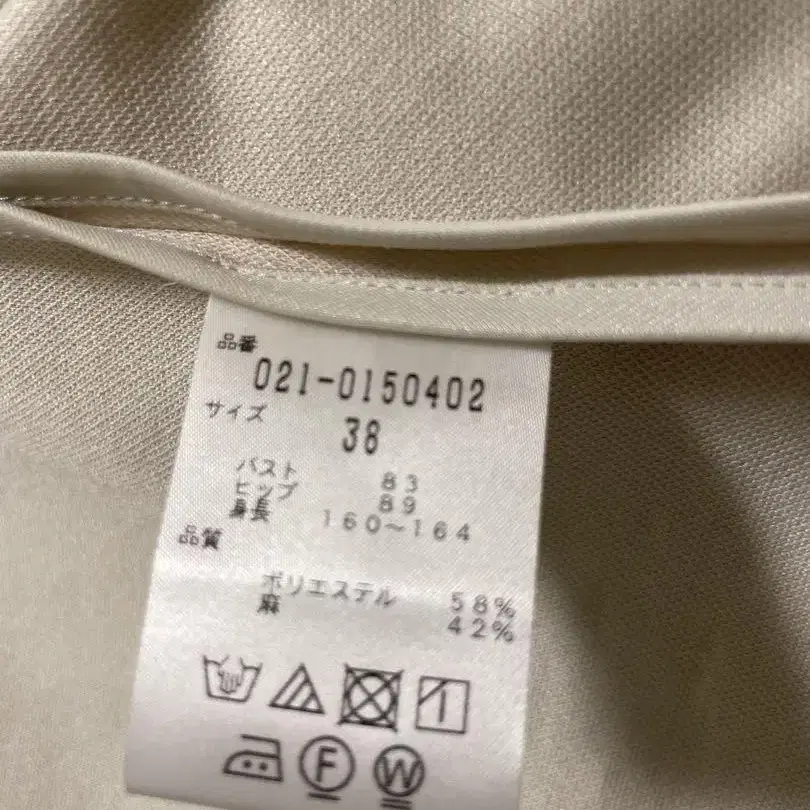 品番
021-0150402
サイズ
38
バスト 83
ヒップ 89
身長 160~164
品質
ポリエステル 58%
麻 42%
F W